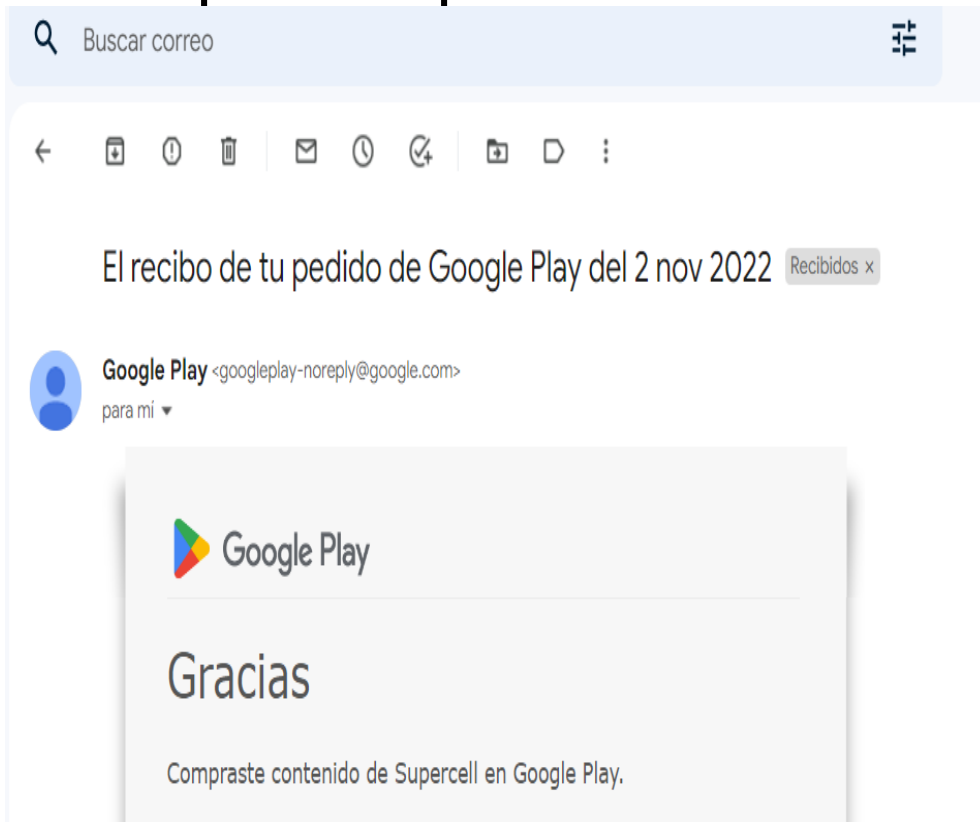 Buscar correo
El recibo de tu pedido de Google Play del 2 nov 2022 Recibidos x
Google Play <googleplay-noreply@google.com>
para mí
Google Play
Gracias
Compraste contenido de Supercell en Google Play.